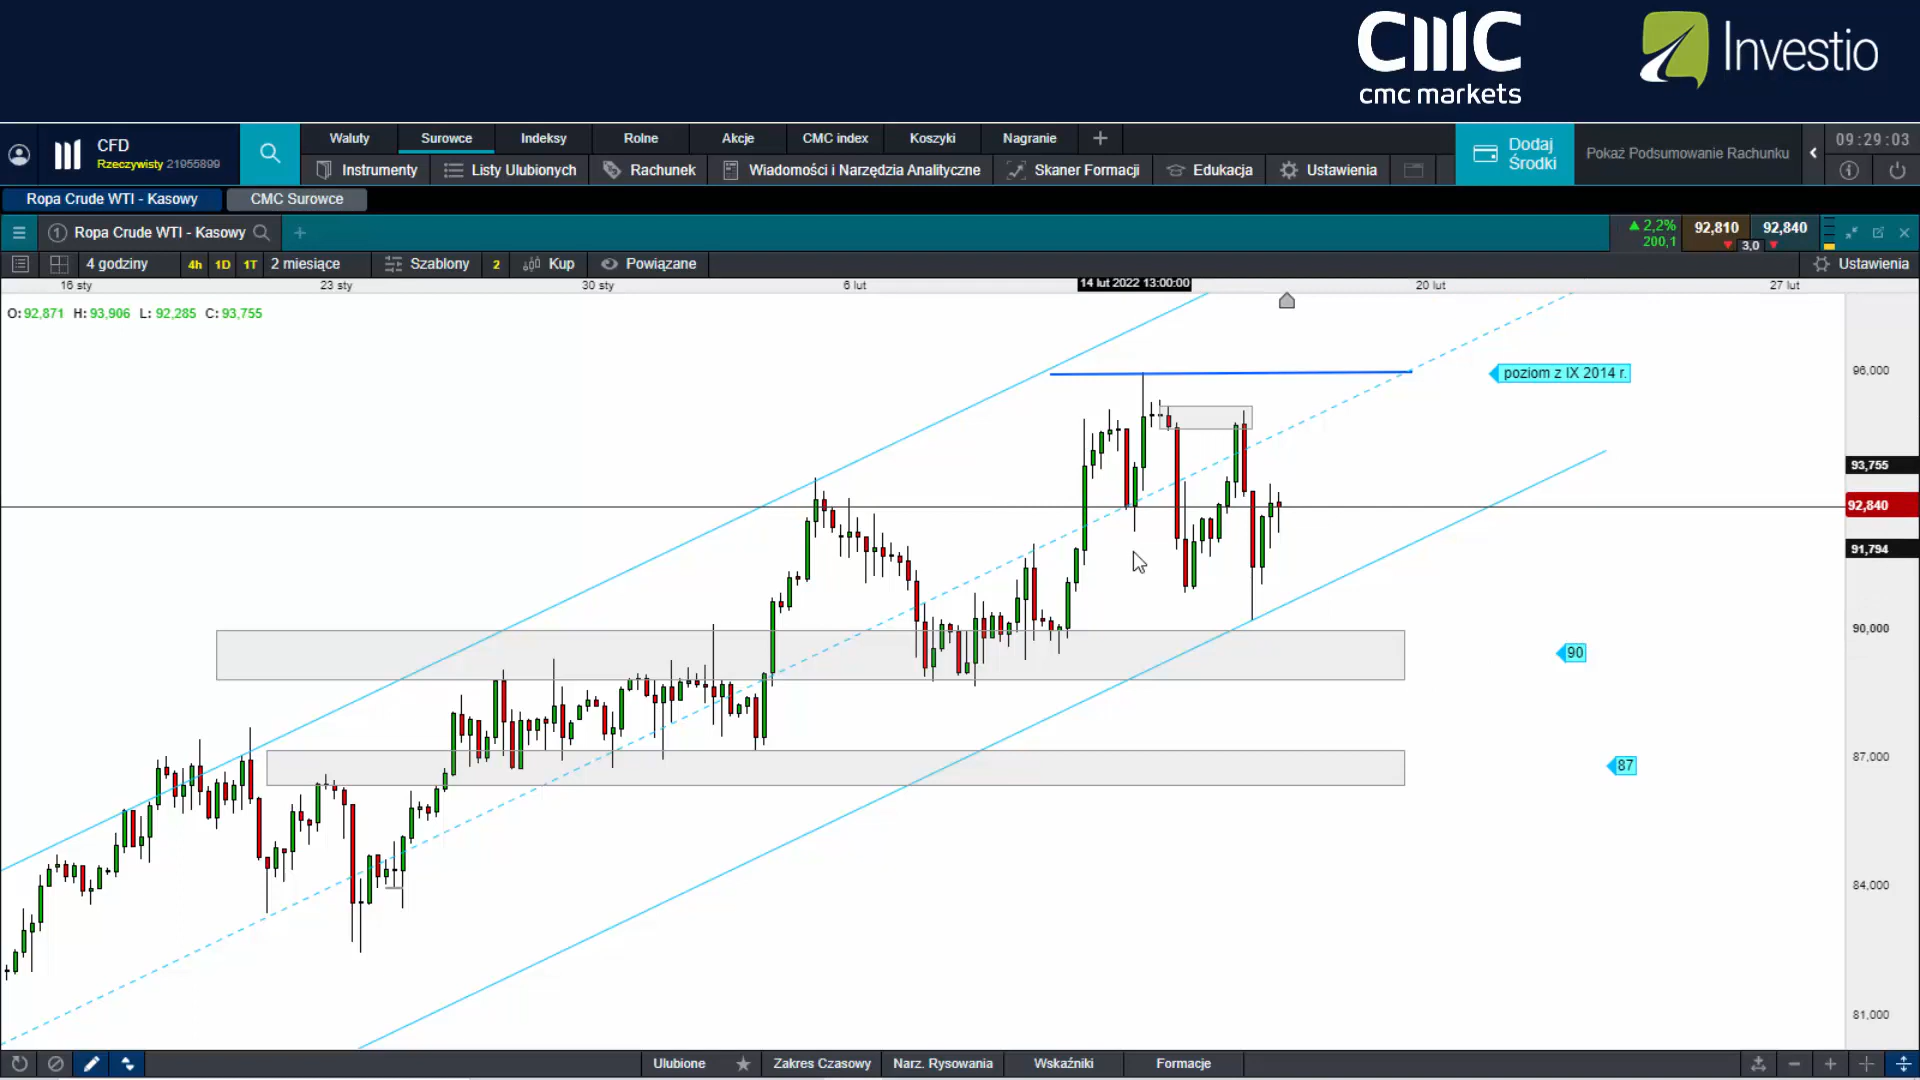 CMC
cmc markets
Investio
CFD
Rzeczywisty 21955899
Waluty
Surowce
Indeksy
Rolne
Akcje
CMC index
Koszyki
Nagranie
Instrumenty
Listy Ulubionych
Rachunek
Wiadomości i Narzędzia Analityczne
Skaner Formacji
Edukacja
Ustawienia
Dodaj
Środki
Pokaż Podsumowanie Rachunku
09:29:03
Ropa Crude WTI - Kasowy
CMC Surowce
1 Ropa Crude WTI - Kasowy
2,2%
200,1
92,810
92,840
3,0
4 godziny
4h
1D
1T
2 miesiące
Szablony
2
Kup
Powiązane
Ustawienia
16 sty
23 sty
30 sty
6 lut
14 lut 2022 13:00:00
20 lut
27 lut
O: 92,871 H: 93,906 L: 92,285 C: 93,755
poziom z IX 2014 r.
96,000
93,755
92,840
91,794
90,000
90
87,000
87
84,000
81,000
Ulubione
Zakres Czasowy
Narz. Rysowania
Wskaźniki
Formacje